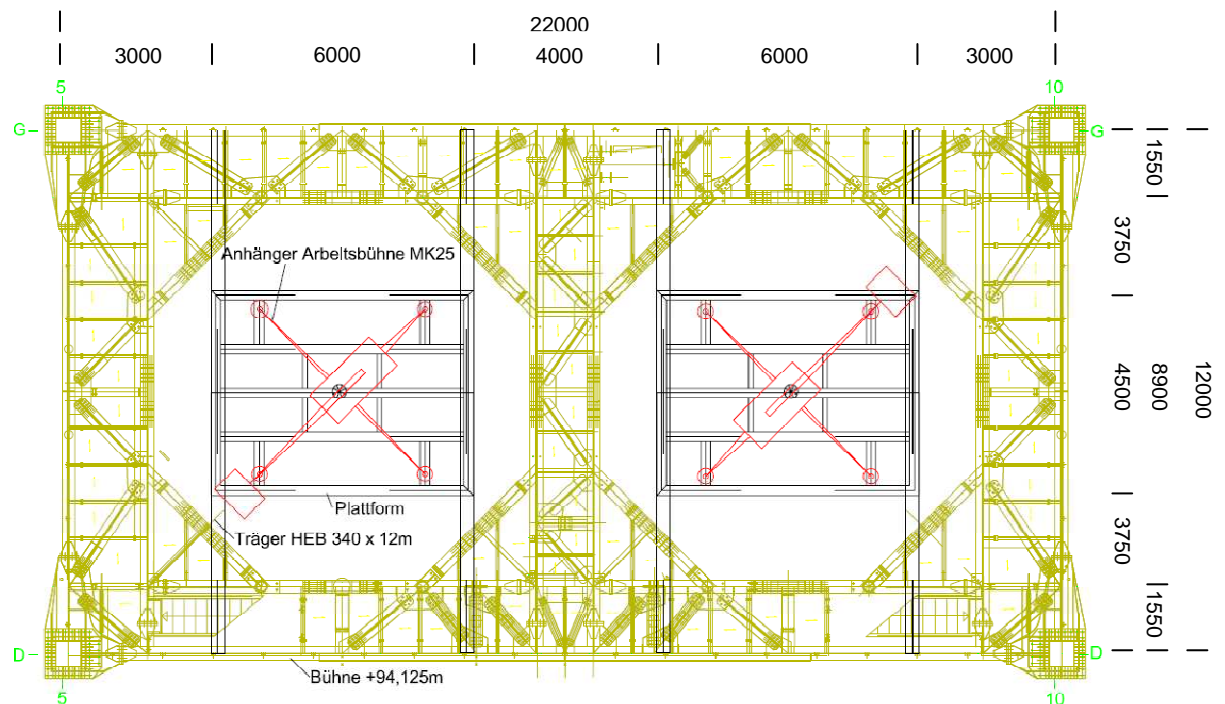 22000
3000 6000 4000 6000 3000
5 10
G G
1550
3750
Anhänger Arbeitsbühne MK25
4500 8900 12000
Plattform
Träger HEB 340 x 12m
3750
1550
D D
Bühne +94,125m
5 10